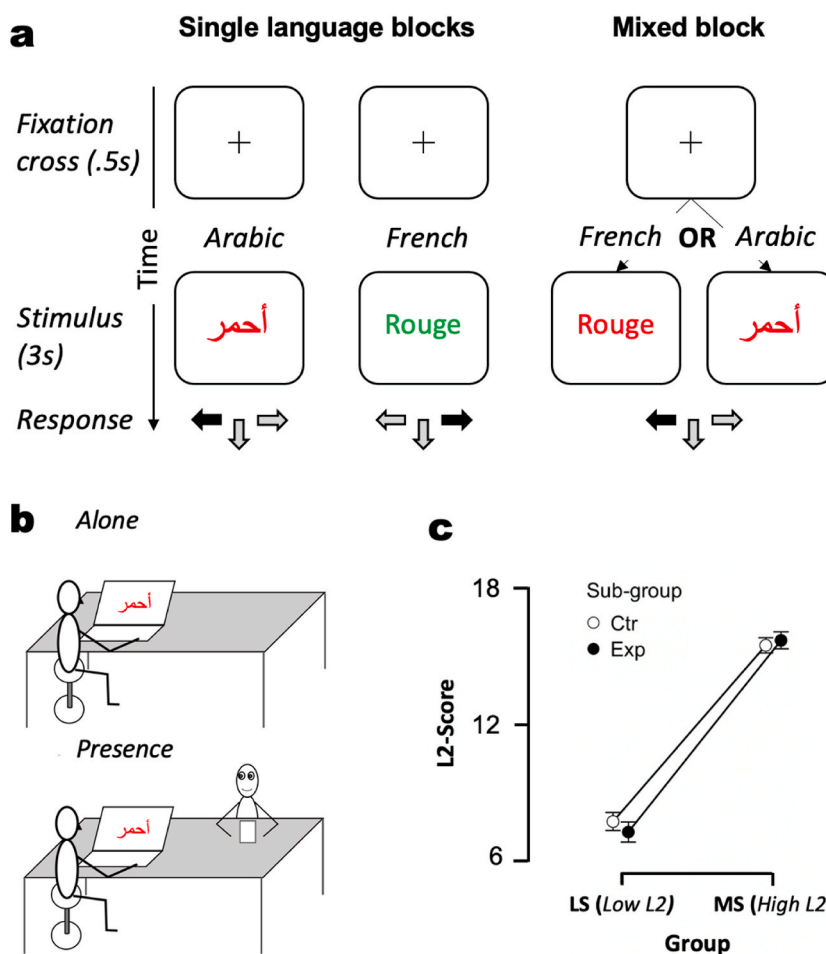 a
Single language blocks
Mixed block
Fixation
cross (.5s)
Time
Arabic
French
French OR Arabic
Stimulus
(3s)
أحمر
Rouge
Rouge
أحمر
Response
b
Alone
أحمر
Presence
أحمر
c
18
Sub-group
Ctr
Exp
12
L2-Score
6
LS (Low L2)
MS (High L2
Group